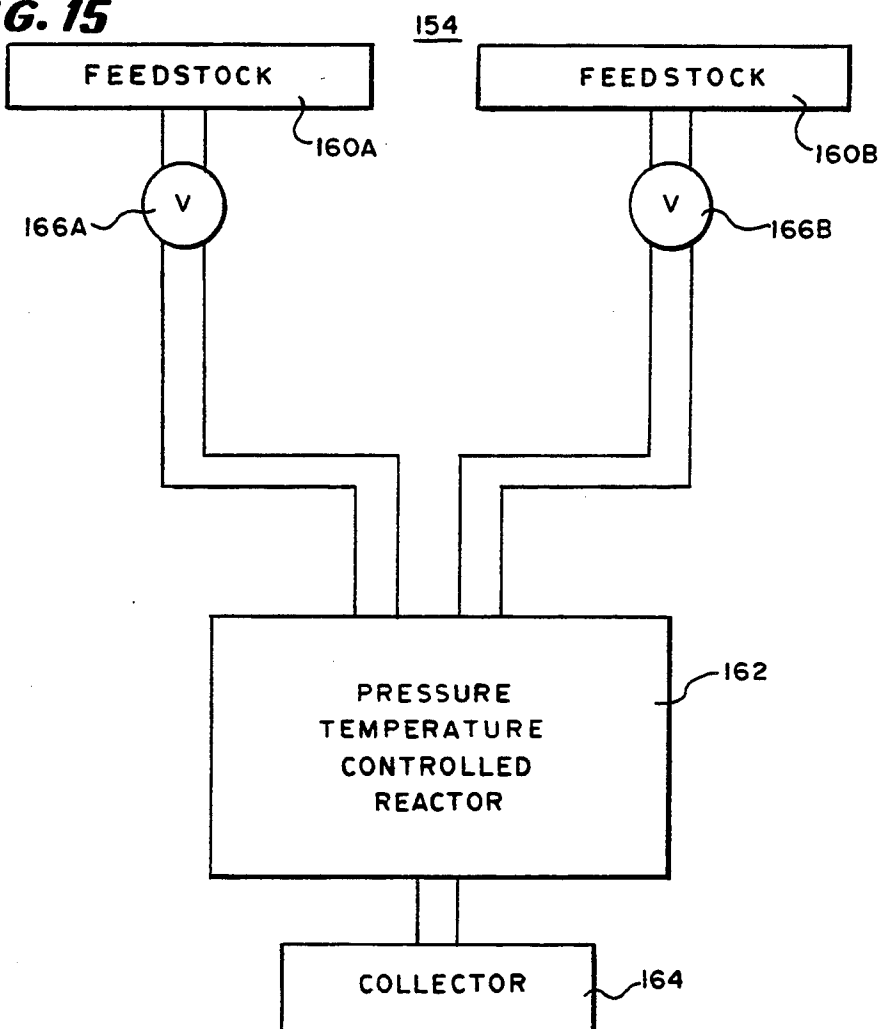 G. 15
154
FEEDSTOCK
FEEDSTOCK
160A
160B
V
V
166A
166B
PRESSURE
TEMPERATURE
CONTROLLED
REACTOR
162
COLLECTOR
164